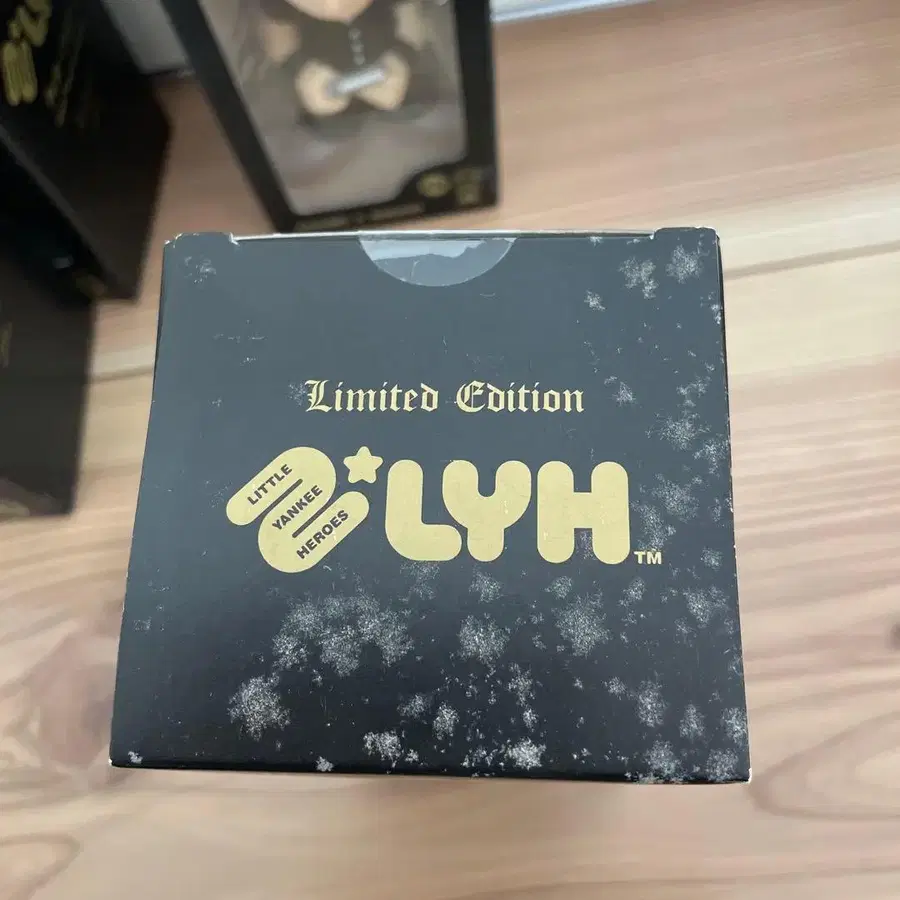 Limited Edition
LITTLE
YANKEE
HEROES
LYH TM